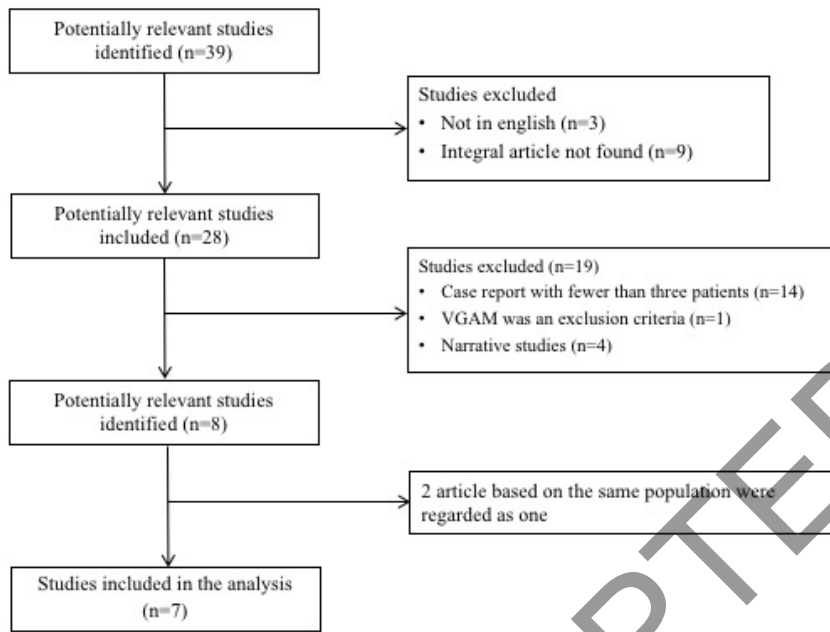 Potentially relevant studies
identified (n=39)
Studies excluded
• Not in english (n=3)
• Integral article not found (n=9)
Potentially relevant studies
included (n=28)
Studies excluded (n=19)
• Case report with fewer than three patients (n=14)
• VGAM was an exclusion criteria (n=1)
• Narrative studies (n=4)
Potentially relevant studies
identified (n=8)
2 article based on the same population were
regarded as one
Studies included in the analysis
(n=7)
PTE